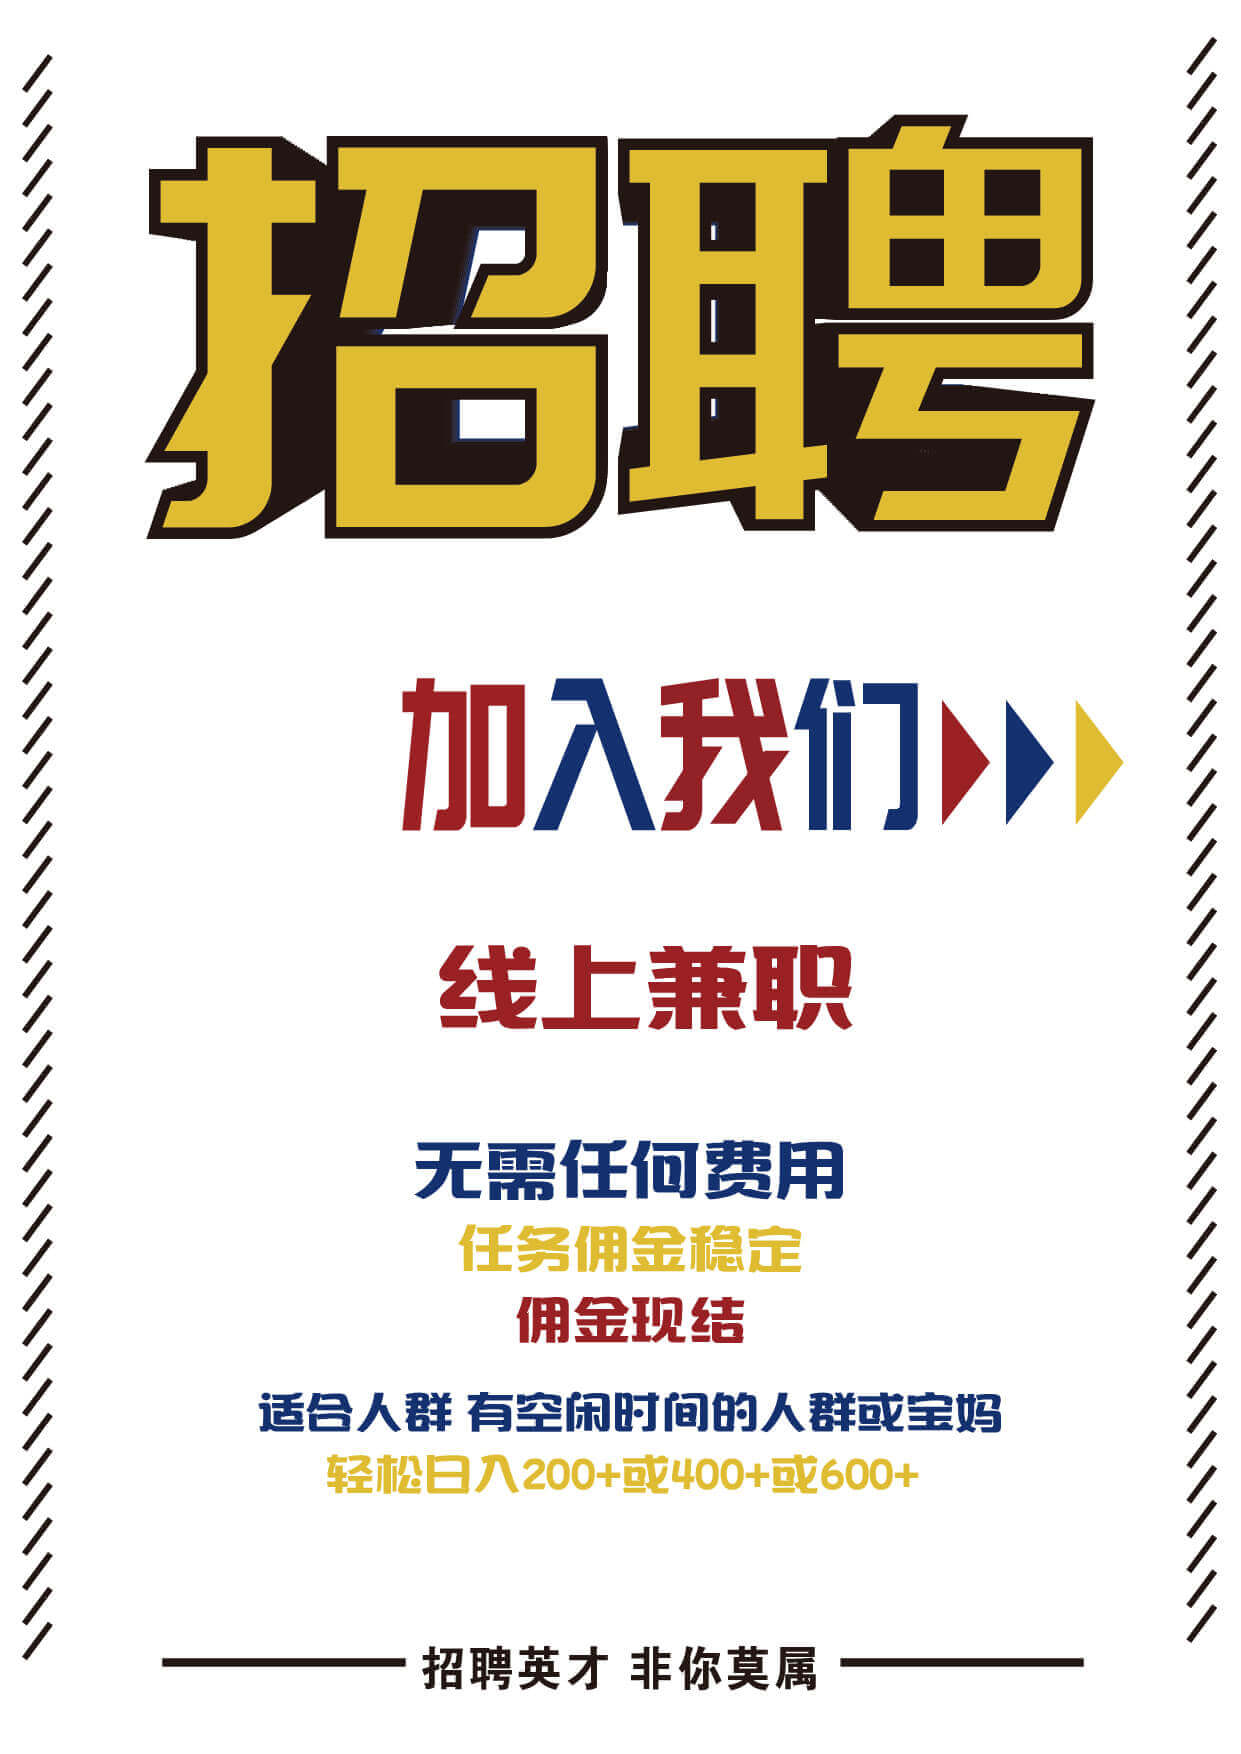 招聘
加入我们
线上兼职
无需任何费用
任务佣金稳定
佣金现结
适合人群 有空闲时间的人群或宝妈
轻松日入200+或400+或600+
招聘英才 非你莫属